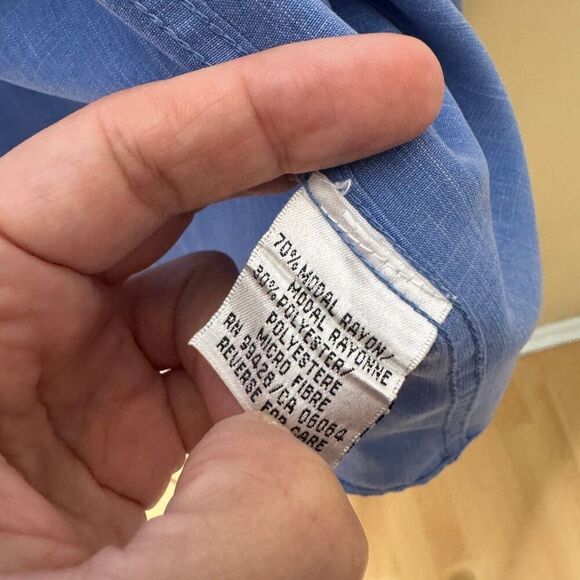 70% MODAL RAYON/
MODAL RAYONNE
30% POLYESTER/
POLYESTERE
MICRO FIBRE
RN 99426/CA 06064
REVERSE FOR CARE